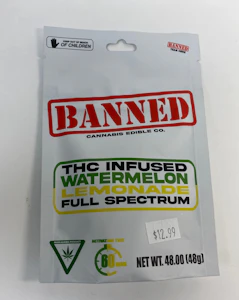 KEEP OUT OF REACH
OF CHILDREN
BANNED
BANNED
CANNABIS EDIBLE CO.
THC INFUSED
WATERMELON
LEMONADE
FULL SPECTRUM
$12.99
60
NET WT. 48.00 (48g)